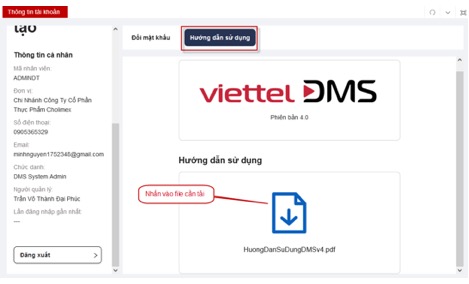 Thông tin tài khoản
tạo
Thông tin cá nhân
Mã nhân viên
ADMINDT
Đơn vị
Chi Nhánh Công Ty Cổ Phần
Thực Phẩm Cholimex
Số điện thoại:
0905365329
Email:
minhnguyen1752345@gmail.com
Chức danh:
DMS System Admin
Người quản lý:
Trần Võ Thành Đại Phúc
Lần đăng nhập gần nhất
---
Đăng xuất
Đổi mật khẩu
Hướng dẫn sử dụng
viettel DMS
Phiên bản 4.0
Hướng dẫn sử dụng
Nhấn vào file cần tải
HuongDanSuDungDMSv4.pdf